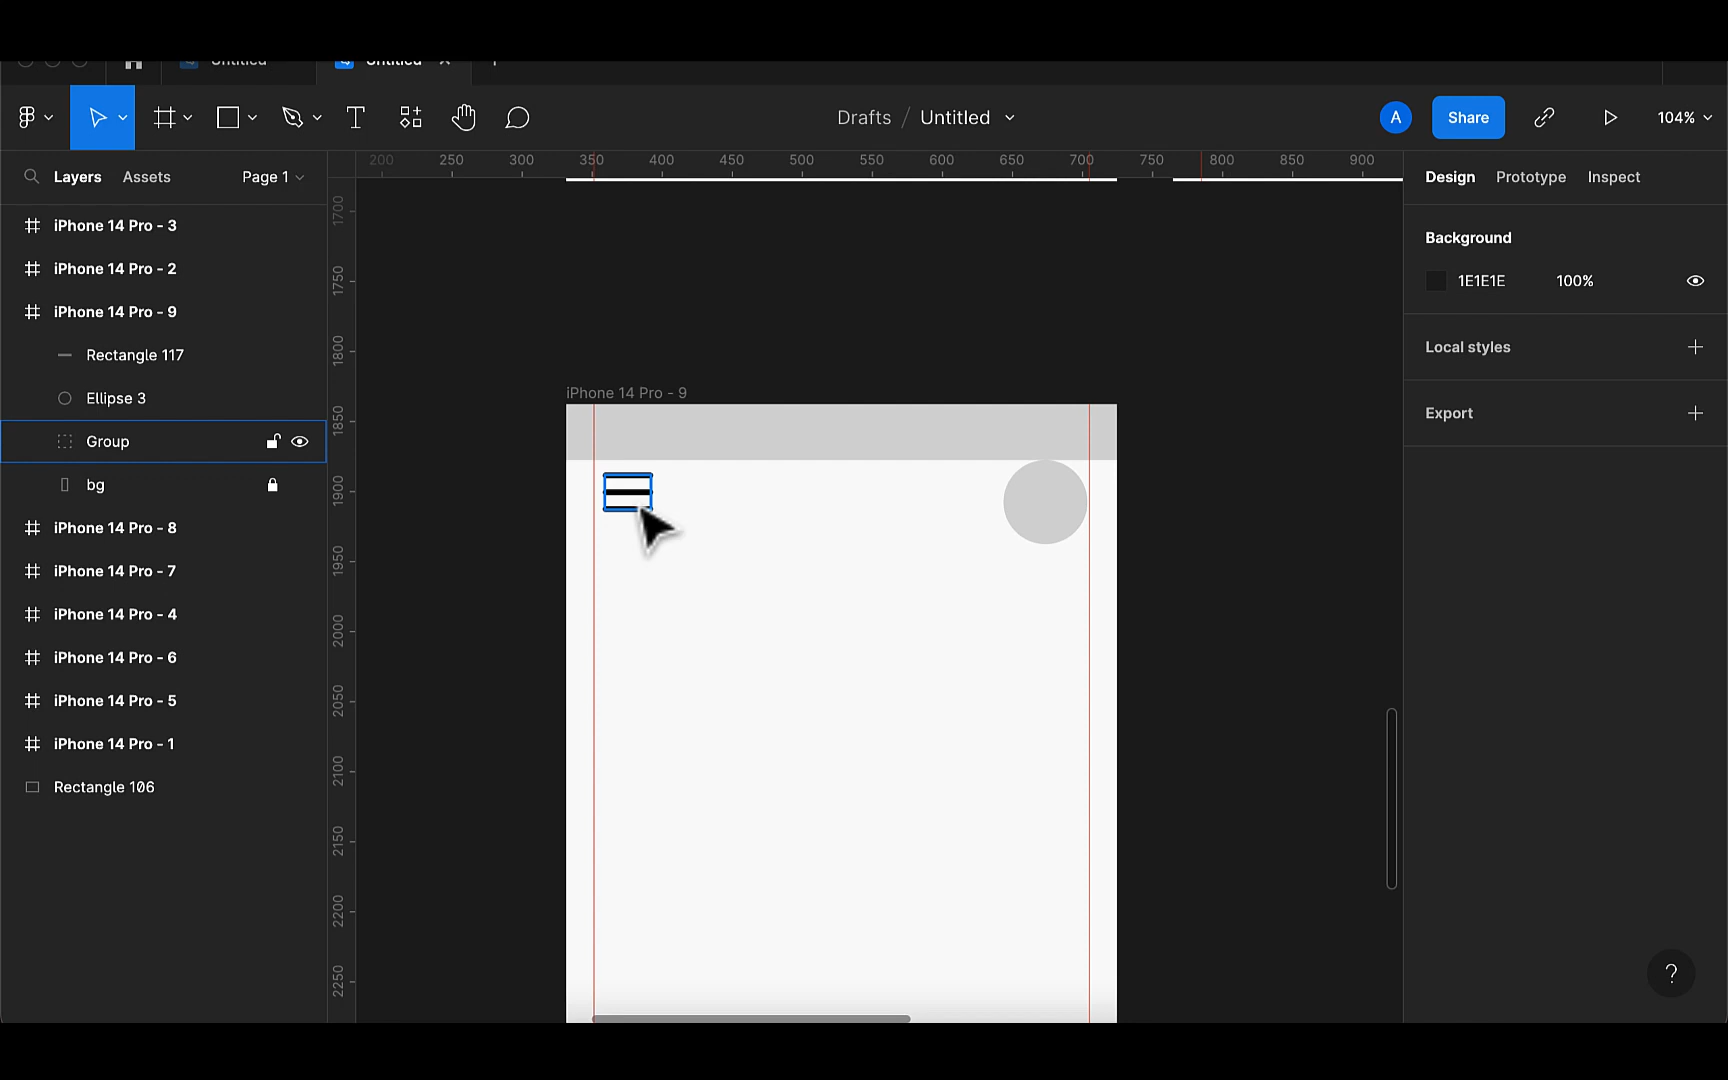 Untitled
Untitled
Drafts / Untitled
A
Share
104%
Layers
Assets
Page 1
200 250 300 350 400 450 500 550 600 650 700 750 800 850 900
Design
Prototype
Inspect
iPhone 14 Pro - 3
iPhone 14 Pro - 2
iPhone 14 Pro - 9
Rectangle 117
Ellipse 3
Group
bg
iPhone 14 Pro - 8
iPhone 14 Pro - 7
iPhone 14 Pro - 4
iPhone 14 Pro - 6
iPhone 14 Pro - 5
iPhone 14 Pro - 1
Rectangle 106
1700
1750
1800
1850
1900
1950
2000
2050
2100
2150
2200
2250
iPhone 14 Pro - 9
Background
1E1E1E 100%
Local styles
Export
?